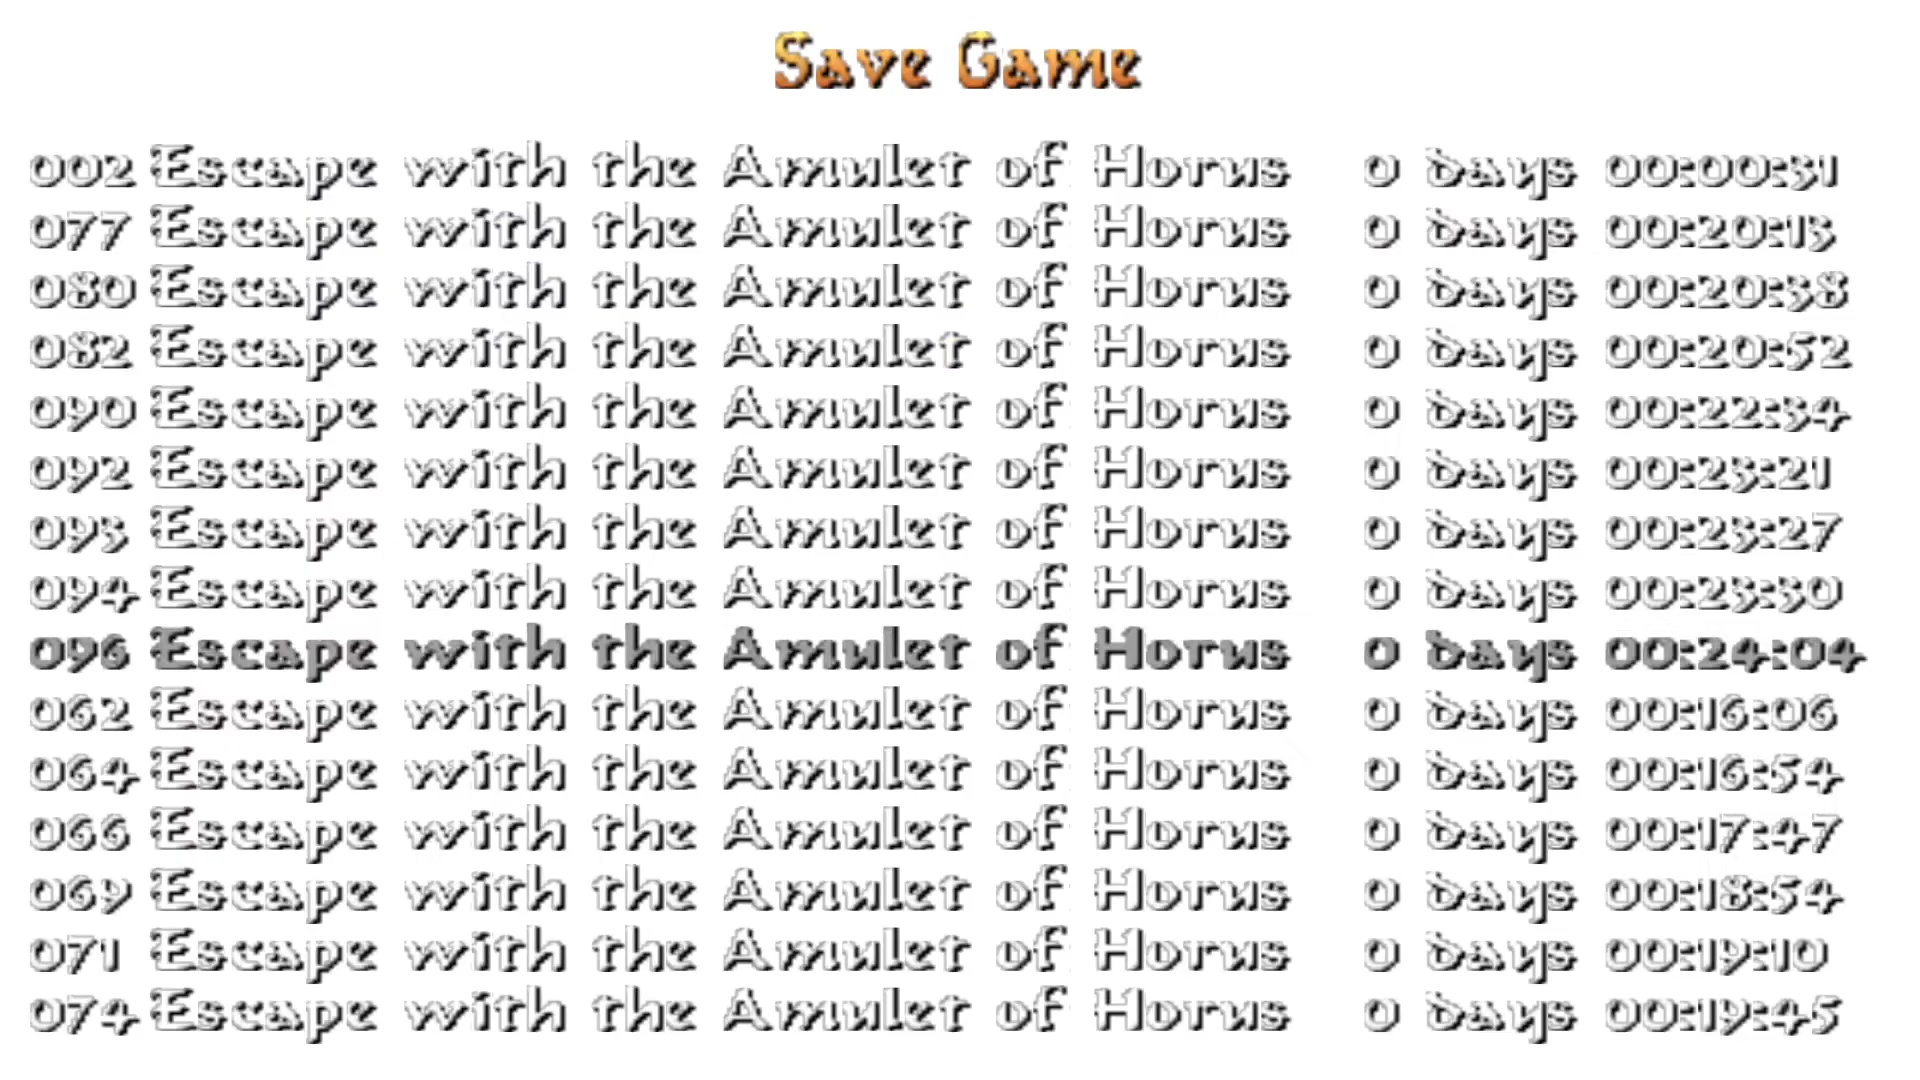 Save Game
002 Escape with the Amulet of Horus 0 days 00:00:31
077 Escape with the Amulet of Horus 0 days 00:20:13
080 Escape with the Amulet of Horus 0 days 00:20:38
082 Escape with the Amulet of Horus 0 days 00:20:52
090 Escape with the Amulet of Horus 0 days 00:22:34
092 Escape with the Amulet of Horus 0 days 00:23:21
093 Escape with the Amulet of Horus 0 days 00:23:27
094 Escape with the Amulet of Horus 0 days 00:23:30
096 Escape with the Amulet of Horus 0 days 00:24:04
062 Escape with the Amulet of Horus 0 days 00:16:06
064 Escape with the Amulet of Horus 0 days 00:16:54
066 Escape with the Amulet of Horus 0 days 00:17:47
069 Escape with the Amulet of Horus 0 days 00:18:54
071 Escape with the Amulet of Horus 0 days 00:19:10
074 Escape with the Amulet of Horus 0 days 00:19:45